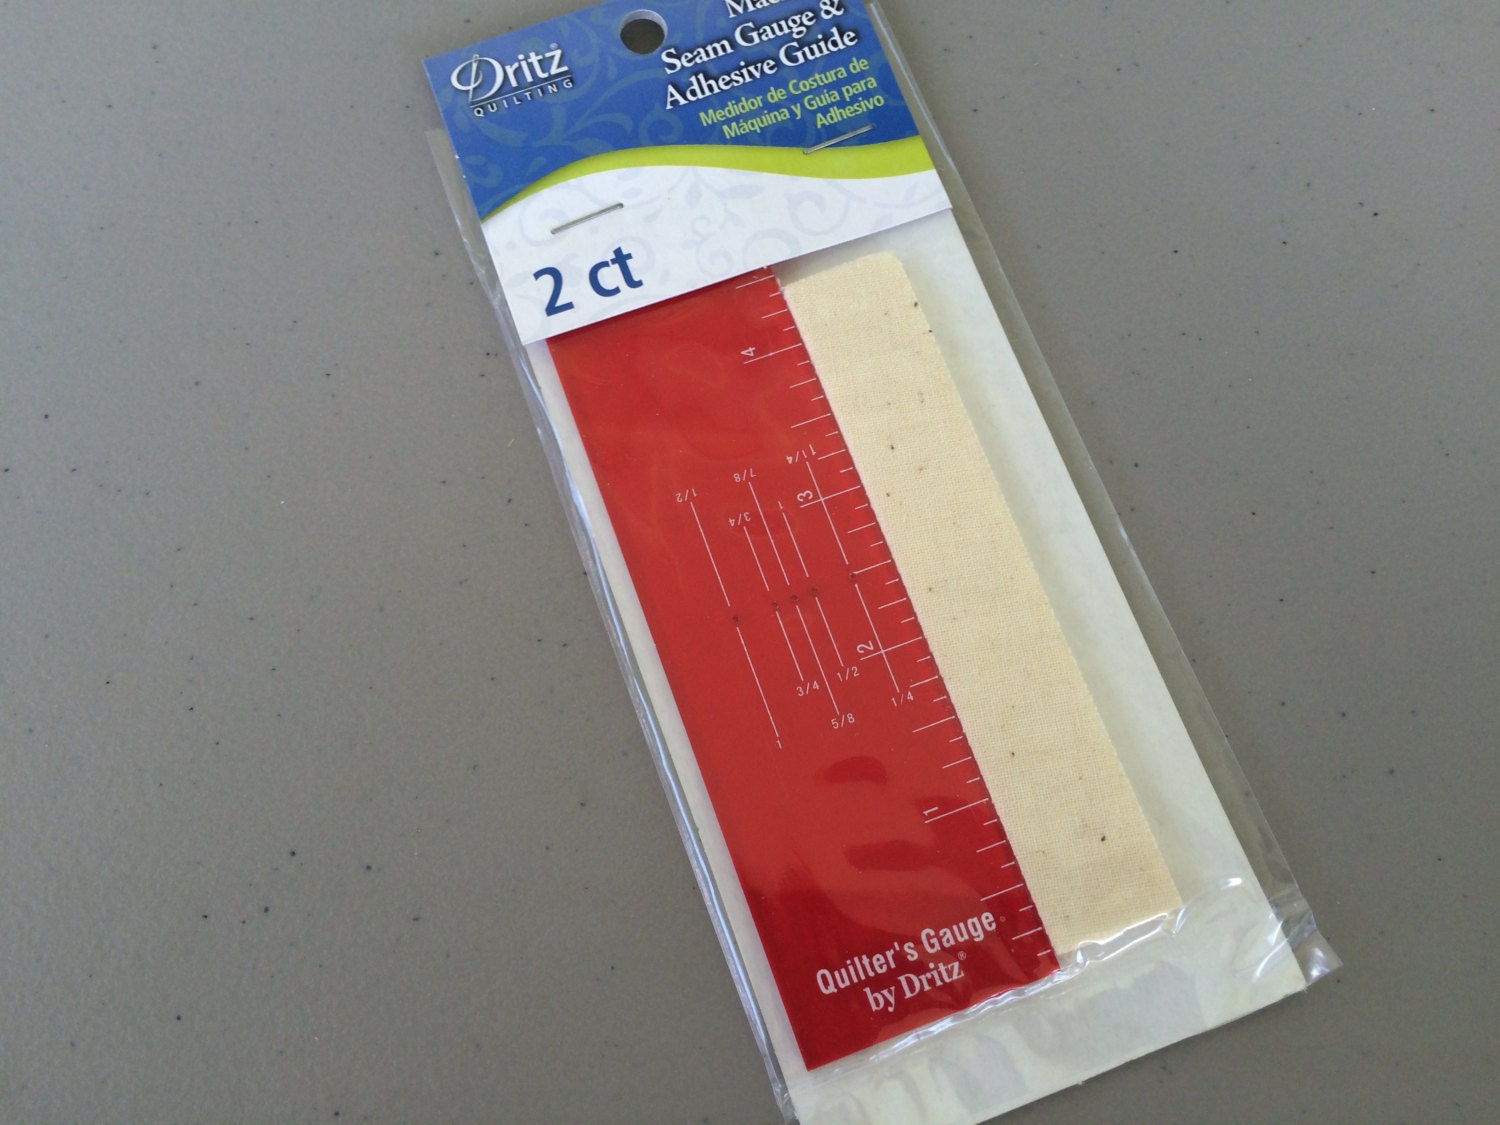 Dritz
QUILTING
Seam Gauge &
Adhesive Guide
Medidor de Costura de
Máquina y Guía para
Adhesivo
2 ct
4
1/2
7/8
3/4
1
1 1/4
3
2
3/4
1/2
5/8
1/4
1
1
Quilter's Gauge
by Dritz®